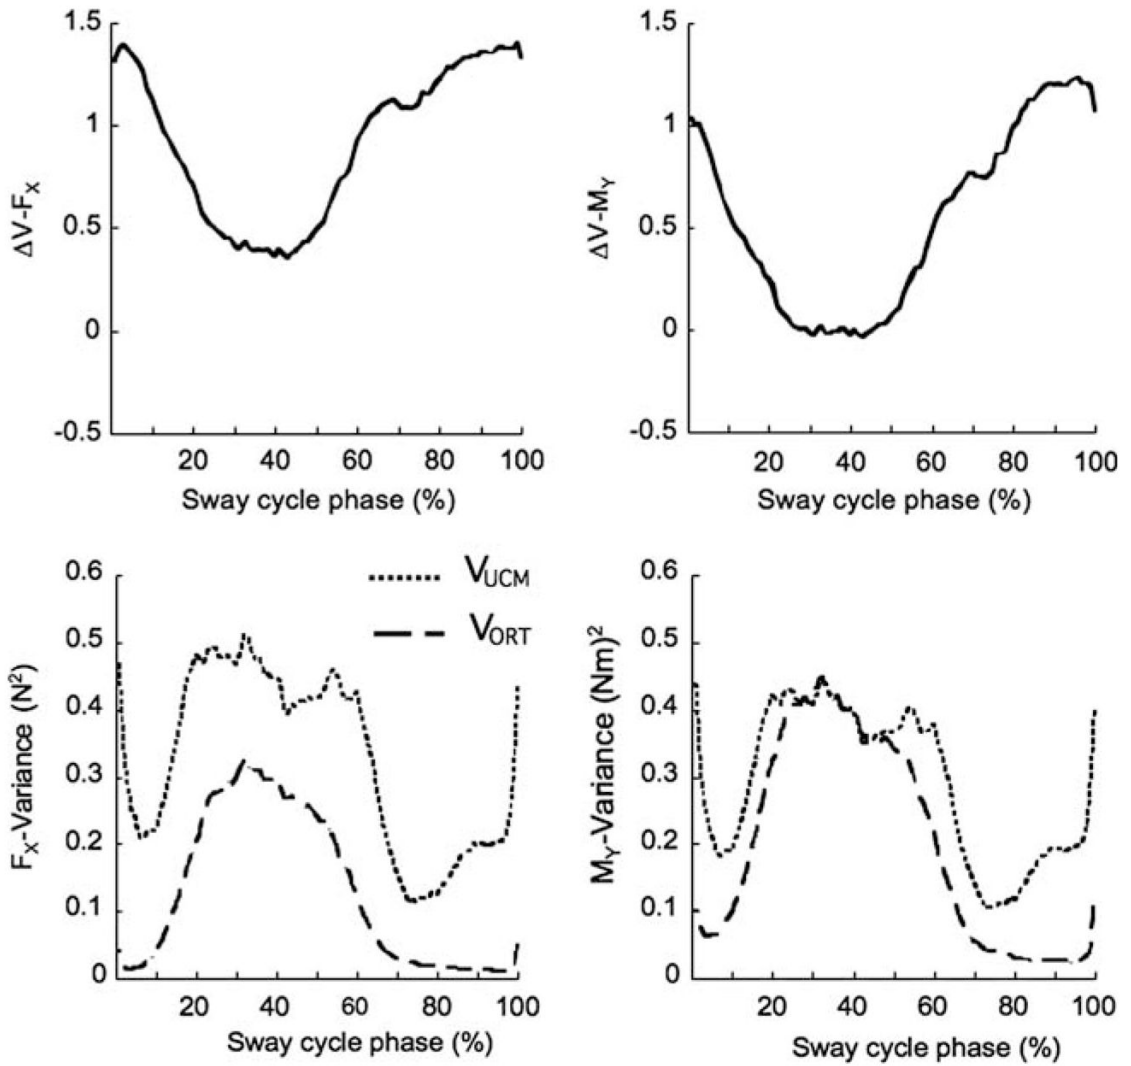 1.5
1
0.5
0
-0.5
ΔV-F_X
20 40 60 80 100
Sway cycle phase (%)
1.5
1
0.5
0
-0.5
ΔV-M_Y
20 40 60 80 100
Sway cycle phase (%)
0.6
0.5
0.4
0.3
0.2
0.1
0
F_X-Variance (N²)
V_UCM
V_ORT
20 40 60 80 100
Sway cycle phase (%)
0.6
0.5
0.4
0.3
0.2
0.1
0
M_Y-Variance (Nm)²
20 40 60 80 100
Sway cycle phase (%)